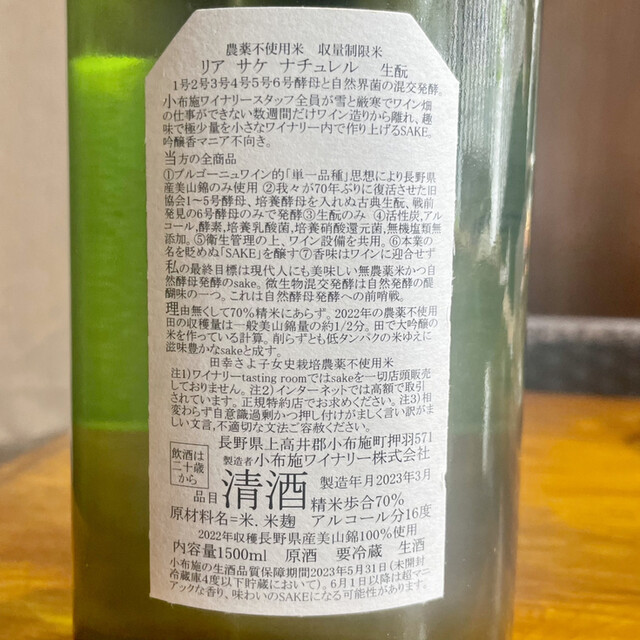 農薬不使用米　収量制限米
リア　サケ　ナチュレル　生酛
1号2号3号4号5号6号酵母と自然界菌の混交発酵。
小布施ワイナリースタッフ全員が雪と厳寒でワイン畑
の仕事ができない数週間だけワイン造りから離れ、趣
味で極少量を小さなワイナリー内で作り上げるSAKE。
吟醸香マニア不向き。
当方の全商品
①ブルゴーニュワイン的「単一品種」思想により長野県
産美山錦のみ使用 ②我々が70年ぶりに復活させた旧
協会1～5号酵母、培養酵母を入れぬ古典生酛、戦前
発見の6号酵母のみで発酵③生酛のみ ④活性炭,アル
コール,酵素,培養乳酸菌,培養硝酸還元菌,無機塩類無
添加。⑤衛生管理の上、ワイン設備を共用。⑥本業の
名を貶めぬ「SAKE」を醸す⑦香味はワインに迎合せず
私の最終目標は現代人にも美味しい無農薬米かつ自
然酵母発酵のsake。微生物混交発酵は自然発酵の醍
醐味の一つ。これは自然酵母発酵への前哨戦。
理由無くして70%精米にあらず。2022年の農薬不使用
田の収穫量は一般美山錦量の約1/2分。田で大吟醸の
米を作っている計算。削らずとも低タンパクの米ゆえに
滋味豊かなsakeと成す。
田幸さよ子女史栽培農薬不使用米
注1)ワイナリーtasting roomではsakeを一切店頭販売
しておりません。注2)インターネットでは高額で取引
されています。正規特約店でお求めください。注3)相
変わらず自意識過剰かつ押し付けがましく言い訳がま
しい文言,不適切な文法ご容赦ください。
長野県上高井郡小布施町押羽571
飲酒は
二十歳
から
製造者 小布施ワイナリー株式会社
品目 清酒 製造年月2023年3月
精米歩合70%
原材料名=米、米麹　アルコール分16度
2022年収穫長野県産美山錦100%使用
内容量1500ml　原酒　要冷蔵　生酒
小布施の生酒品質保障期間2023年5月31日(未開封
冷蔵庫4度以下貯蔵において)。6月1日以降は超マニ
アックな香り、味わいのSAKEになる可能性があります。